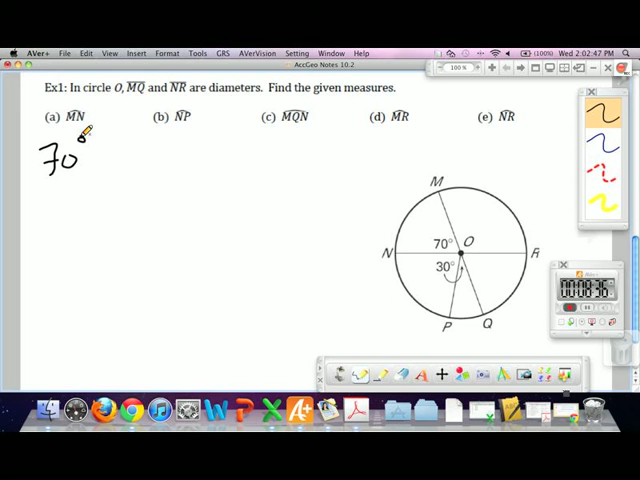 AVer+ File Edit View Insert Format Tools GRS AVerVision Setting Window Help (100%) Wed 2:02:47 PM
AccGeo Notes 10.2
100 %
Ex1: In circle O, MQ and NR are diameters. Find the given measures.
(a) MN (b) NP (c) MQN (d) MR (e) NR
70°
M
70° O
N R
30°
P Q
AVer+
00:08:36